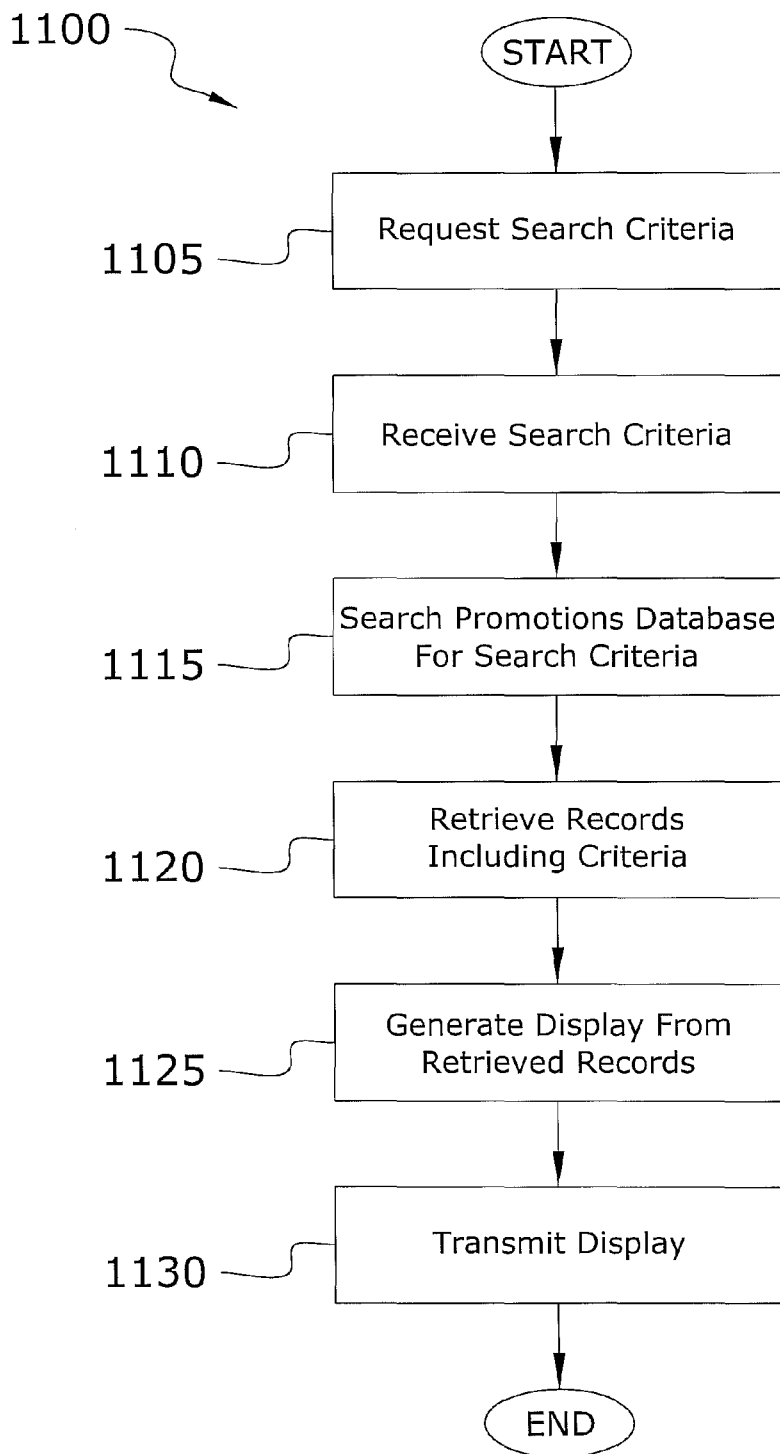 1100
START
Request Search Criteria
1105
Receive Search Criteria
1110
Search Promotions Database
For Search Criteria
1115
Retrieve Records
Including Criteria
1120
Generate Display From
Retrieved Records
1125
Transmit Display
1130
END